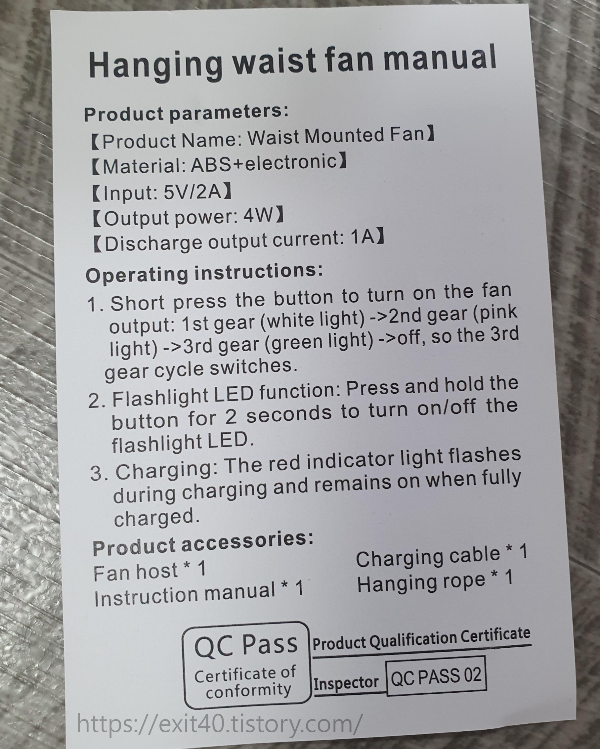 Hanging waist fan manual
Product parameters:
【Product Name: Waist Mounted Fan】
【Material: ABS+electronic】
【Input: 5V/2A】
【Output power: 4W】
【Discharge output current: 1A】
Operating instructions:
1. Short press the button to turn on the fan
output: 1st gear (white light) ->2nd gear (pink
light) ->3rd gear (green light) ->off, so the 3rd
gear cycle switches.
2. Flashlight LED function: Press and hold the
button for 2 seconds to turn on/off the
flashlight LED.
3. Charging: The red indicator light flashes
during charging and remains on when fully
charged.
Product accessories:
Fan host * 1
Charging cable * 1
Instruction manual * 1
Hanging rope * 1
QC Pass
Certificate of
conformity
Product Qualification Certificate
Inspector QC PASS 02
https://exit40.tistory.com/